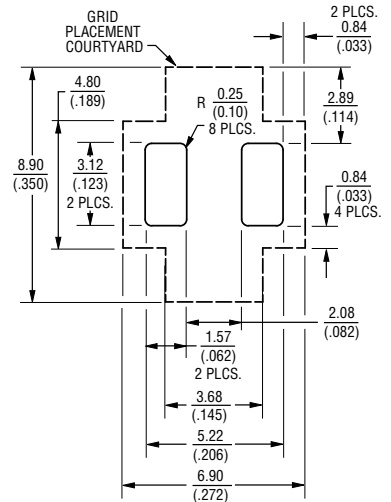 GRID
PLACEMENT
COURTYARD
2 PLCS.
0.84
(.033)
4.80
(.189)
R 0.25
(0.10)
8 PLCS.
2.89
(.114)
8.90
(.350)
3.12
(.123)
2 PLCS.
0.84
(.033)
4 PLCS.
2.08
(.082)
1.57
(.062)
2 PLCS.
3.68
(.145)
5.22
(.206)
6.90
(.272)